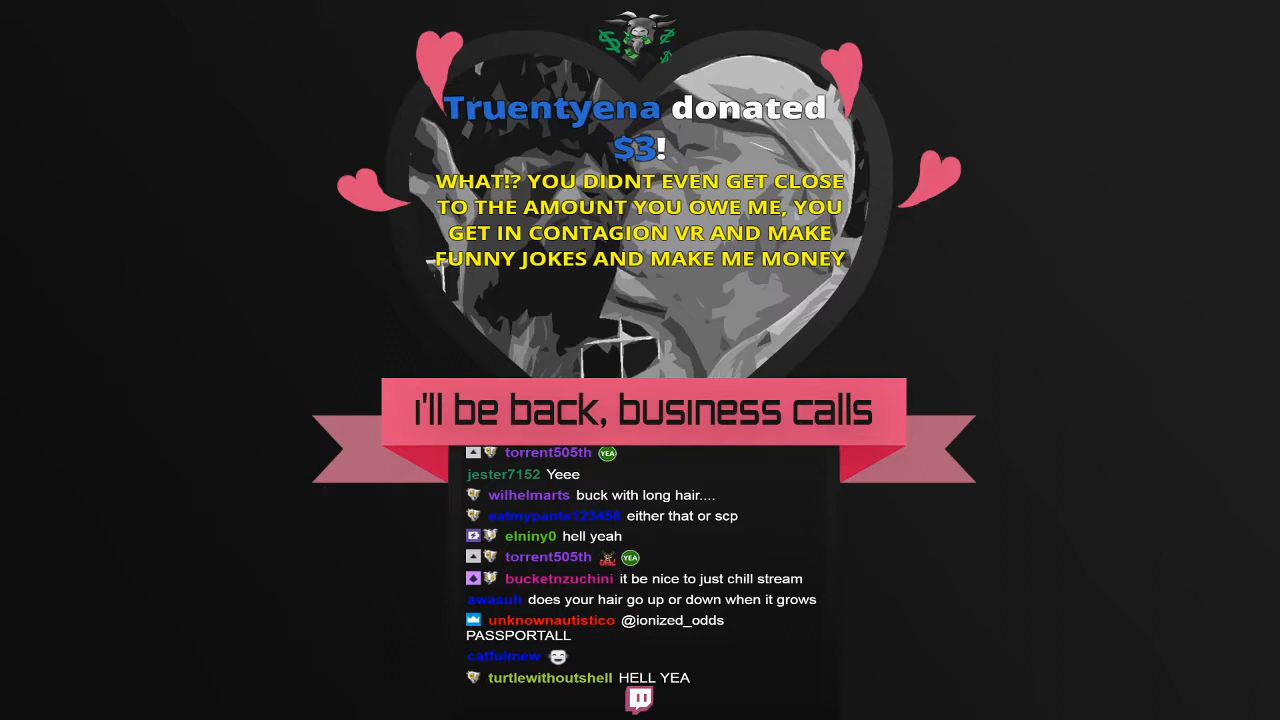 Truentyena donated
$3!
WHAT!? YOU DIDNT EVEN GET CLOSE
TO THE AMOUNT YOU OWE ME, YOU
GET IN CONTAGION VR AND MAKE
FUNNY JOKES AND MAKE ME MONEY
i'll be back, business calls
torrent505th YEA
jester7152 Yeee
wilhelmarts buck with long hair....
eatmypants123456 either that or scp
elniny0 hell yeah
torrent505th YEA
bucketnzuchini it be nice to just chill stream
awasuh does your hair go up or down when it grows
unknownautistico @ionized_odds
PASSPORTALL
catfuimew
turtlewithoutshell HELL YEA